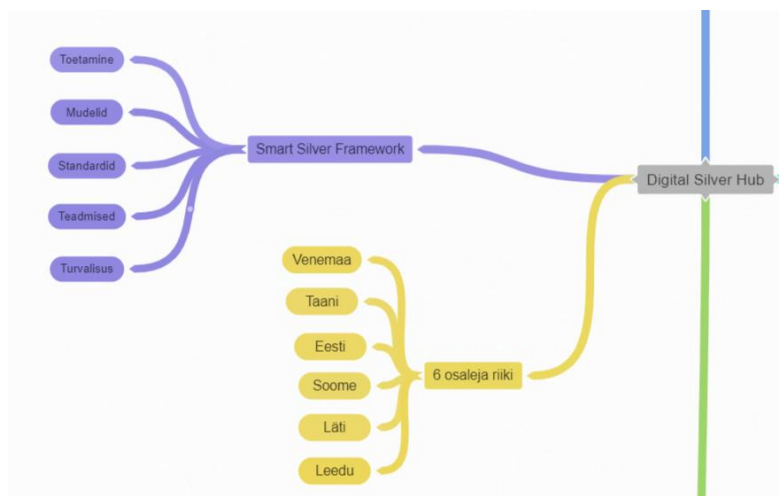 Toetamine
Mudelid
Standardid
Teadmised
Turvalisus
Smart Silver Framework
Digital Silver Hub
Venemaa
Taani
Eesti
Soome
Läti
Leedu
6 osaleja riiki